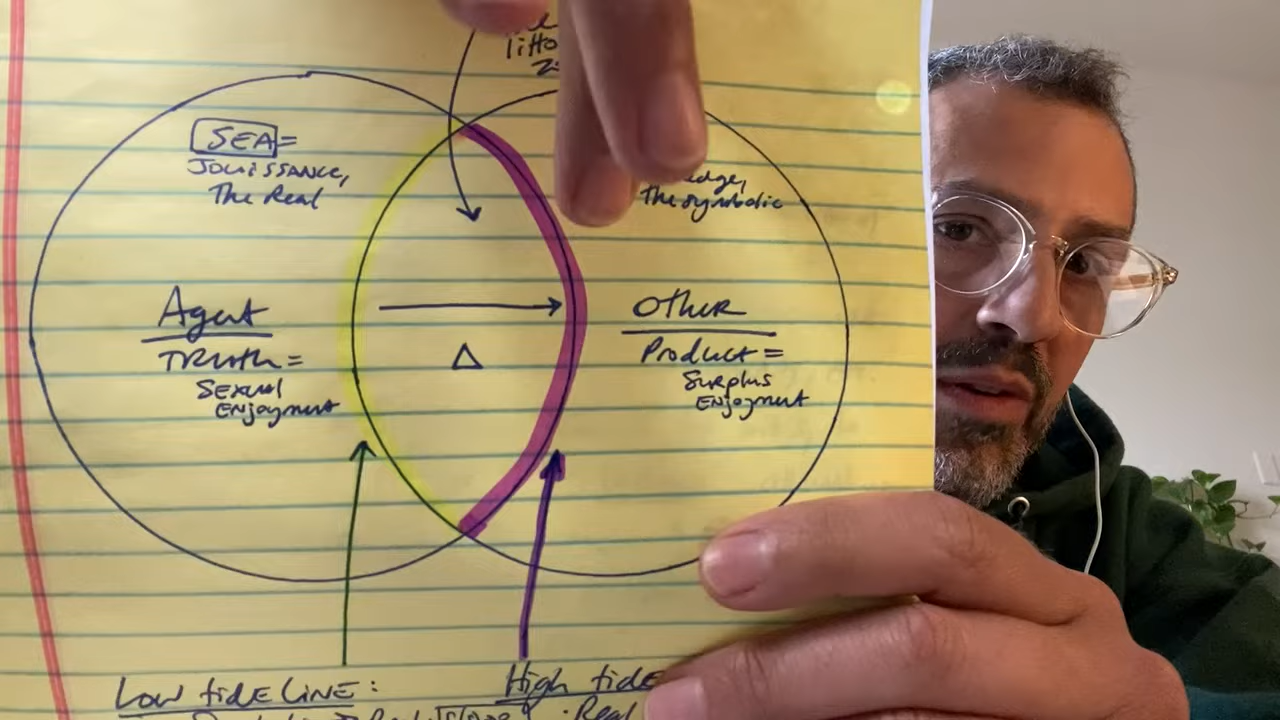 SEA =
JOUISSANCE,
The Real
The symbolic
Agent
TRUTH =
SEXUAL
ENJOYMENT
Δ
OTHER
Product =
Surplus
ENJOYMENT
LOW TIDE LINE:
High tide
Real